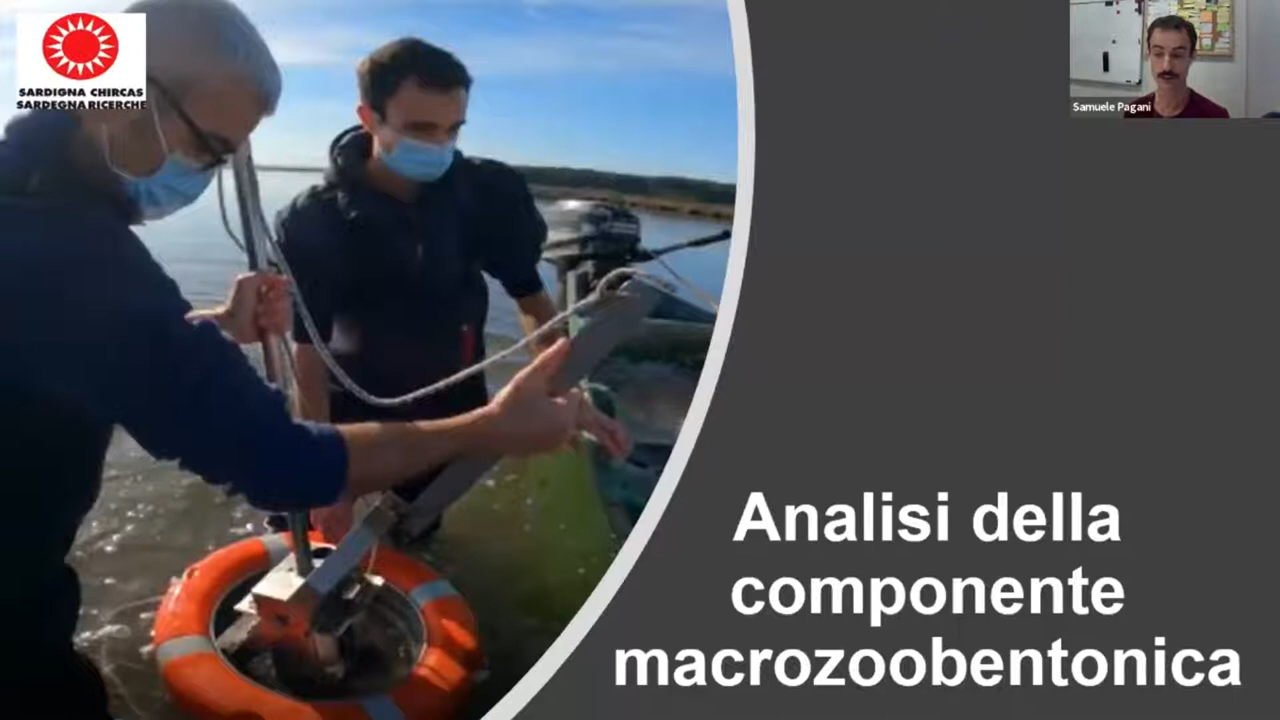 SARDIGNA CHIRCAS
SARDEGNA RICERCHE
Samuele Pagani
Analisi della
componente
macrozoobentonica